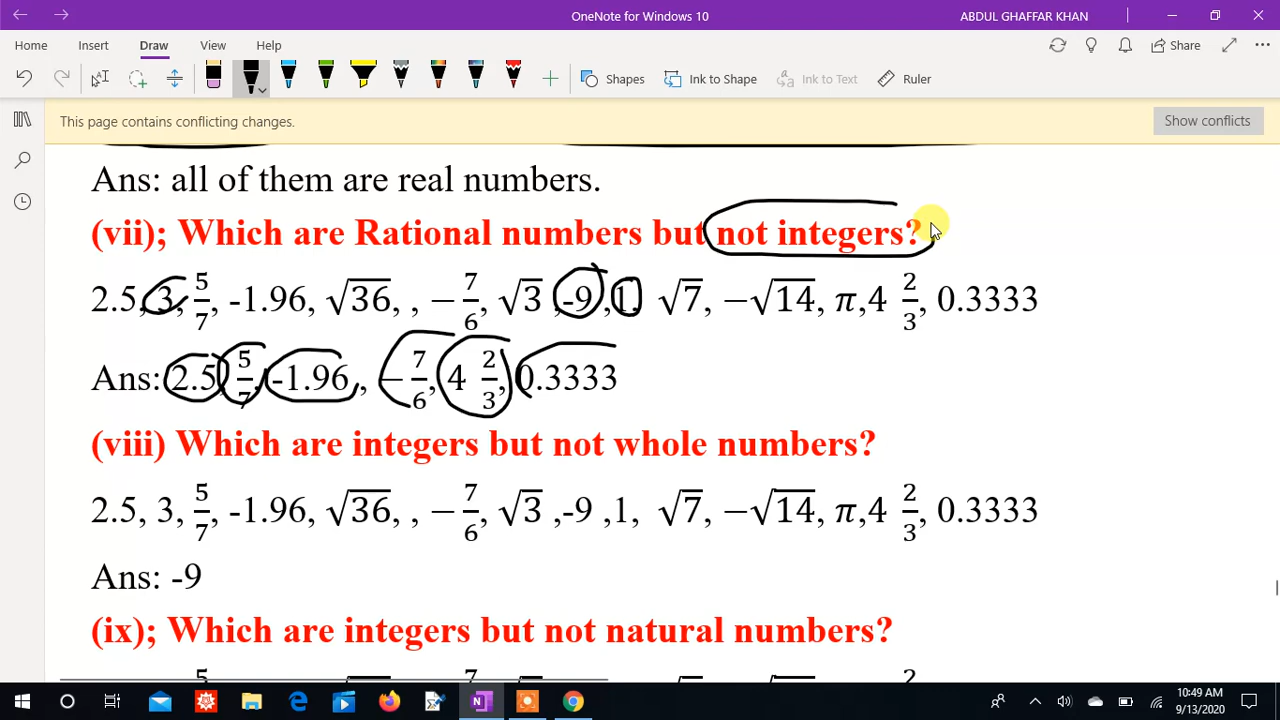 OneNote for Windows 10
ABDUL GHAFFAR KHAN
Home Insert Draw View Help
Share
Shapes Ink to Shape Ink to Text Ruler
This page contains conflicting changes.
Show conflicts
Ans: all of them are real numbers.
(vii); Which are Rational numbers but not integers?
2.5, 3, 5/7, -1.96, √36, , −7/6, √3 ,-9 ,1, √7, −√14, π,4 2/3, 0.3333
Ans: 2.5, 5/7, -1.96, , −7/6, 4 2/3, 0.3333
(viii) Which are integers but not whole numbers?
2.5, 3, 5/7, -1.96, √36, , −7/6, √3 ,-9 ,1, √7, −√14, π,4 2/3, 0.3333
Ans: -9
(ix); Which are integers but not natural numbers?
10:49 AM
9/13/2020